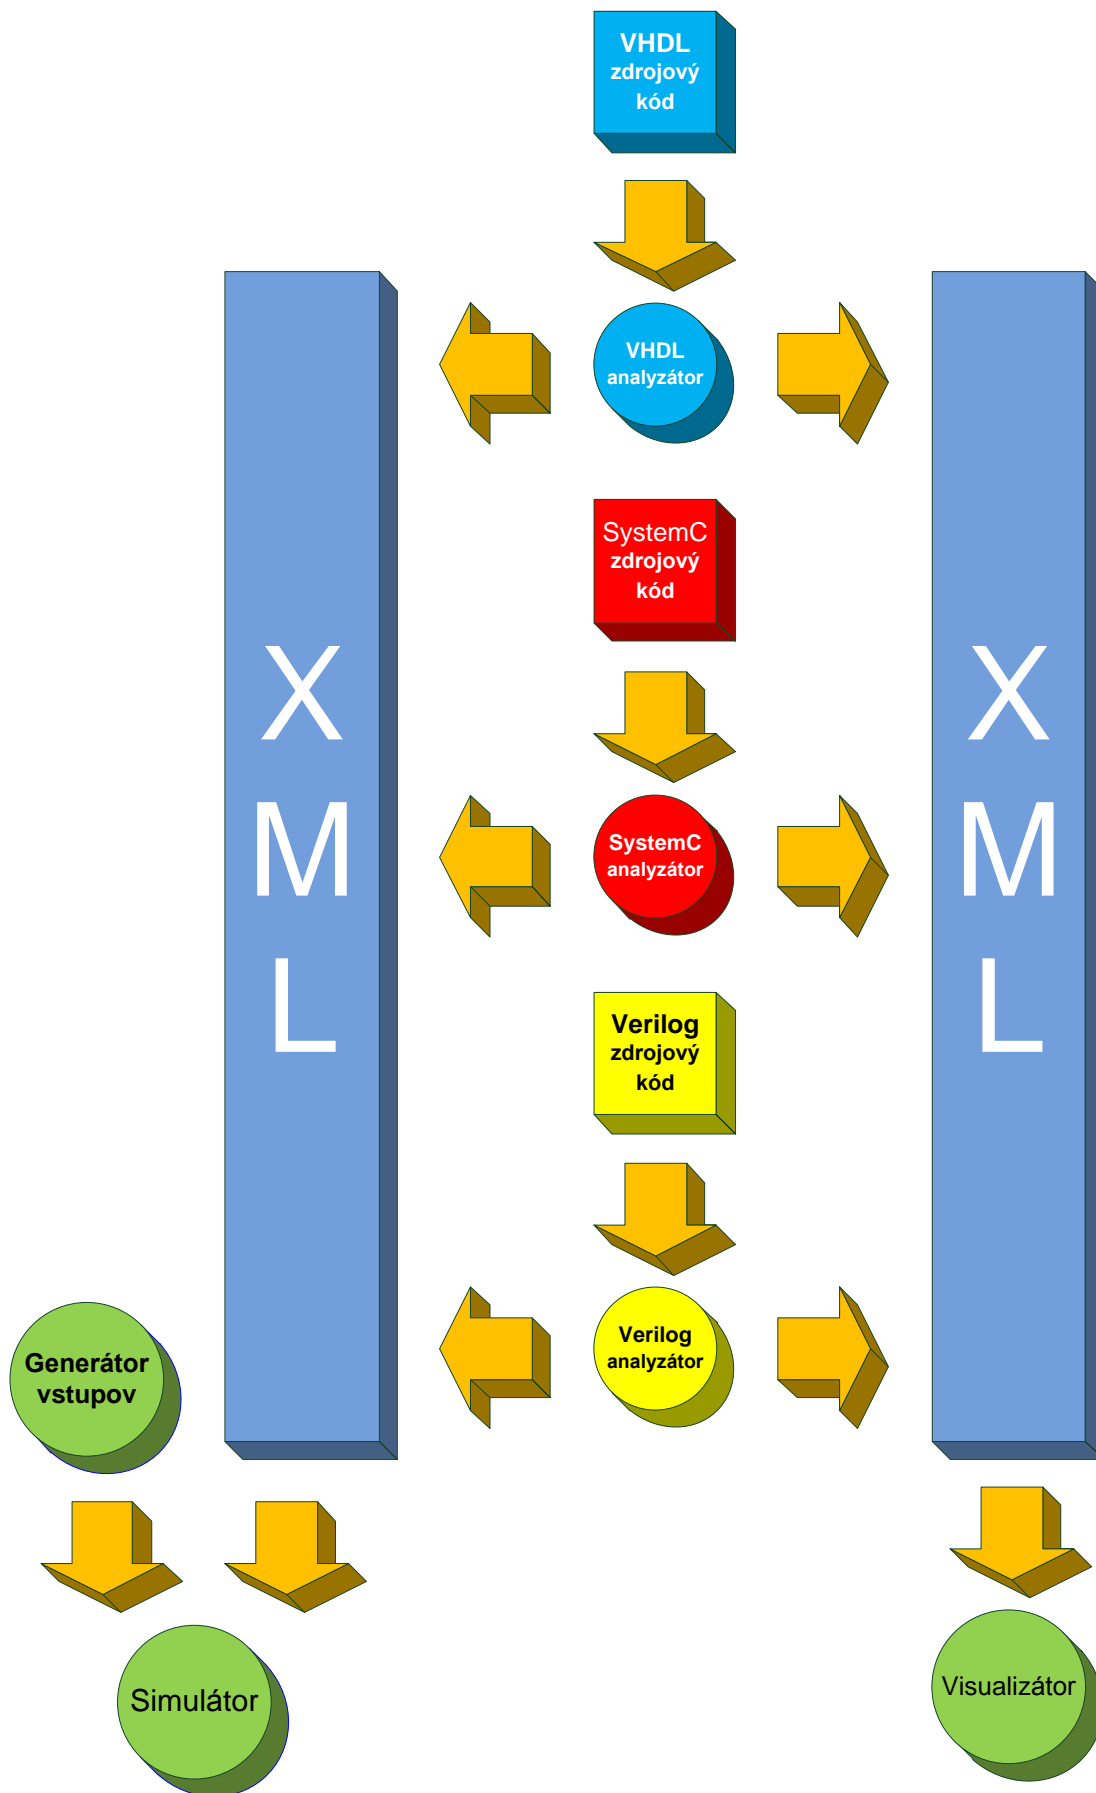 VHDL
zdrojový
kód
VHDL
analyzátor
SystemC
zdrojový
kód
X
M
L
X
M
L
SystemC
analyzátor
Verilog
zdrojový
kód
Verilog
analyzátor
Generátor
vstupov
Simulátor
Visualizátor